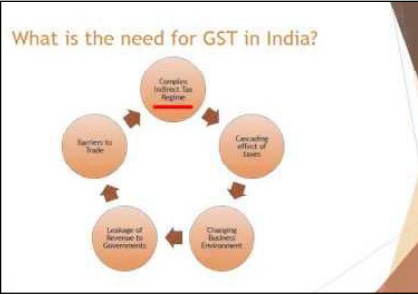 What is the need for GST in India?
Complex
Indirect Tax
Regime
Cascading
effect of
taxes
Changing
Business
Environment
Leakage of
Revenue to
Governments
Barriers to
Trade